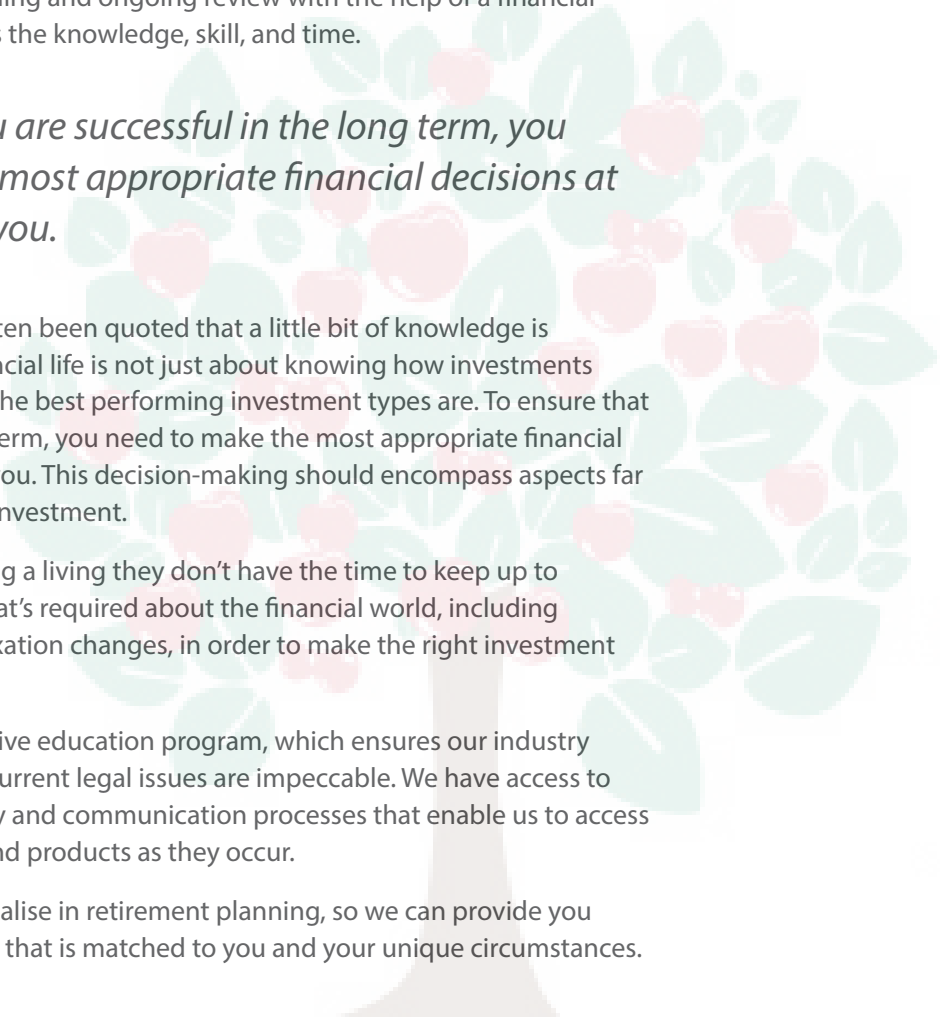 ing and ongoing review with the help of a financial
s the knowledge, skill, and time.
u are successful in the long term, you
most appropriate financial decisions at
you.
ten been quoted that a little bit of knowledge is
ncial life is not just about knowing how investments
he best performing investment types are. To ensure that
erm, you need to make the most appropriate financial
you. This decision-making should encompass aspects far
nvestment.
g a living they don't have the time to keep up to
at's required about the financial world, including
xation changes, in order to make the right investment
ive education program, which ensures our industry
urrent legal issues are impeccable. We have access to
y and communication processes that enable us to access
nd products as they occur.
alise in retirement planning, so we can provide you
that is matched to you and your unique circumstances.